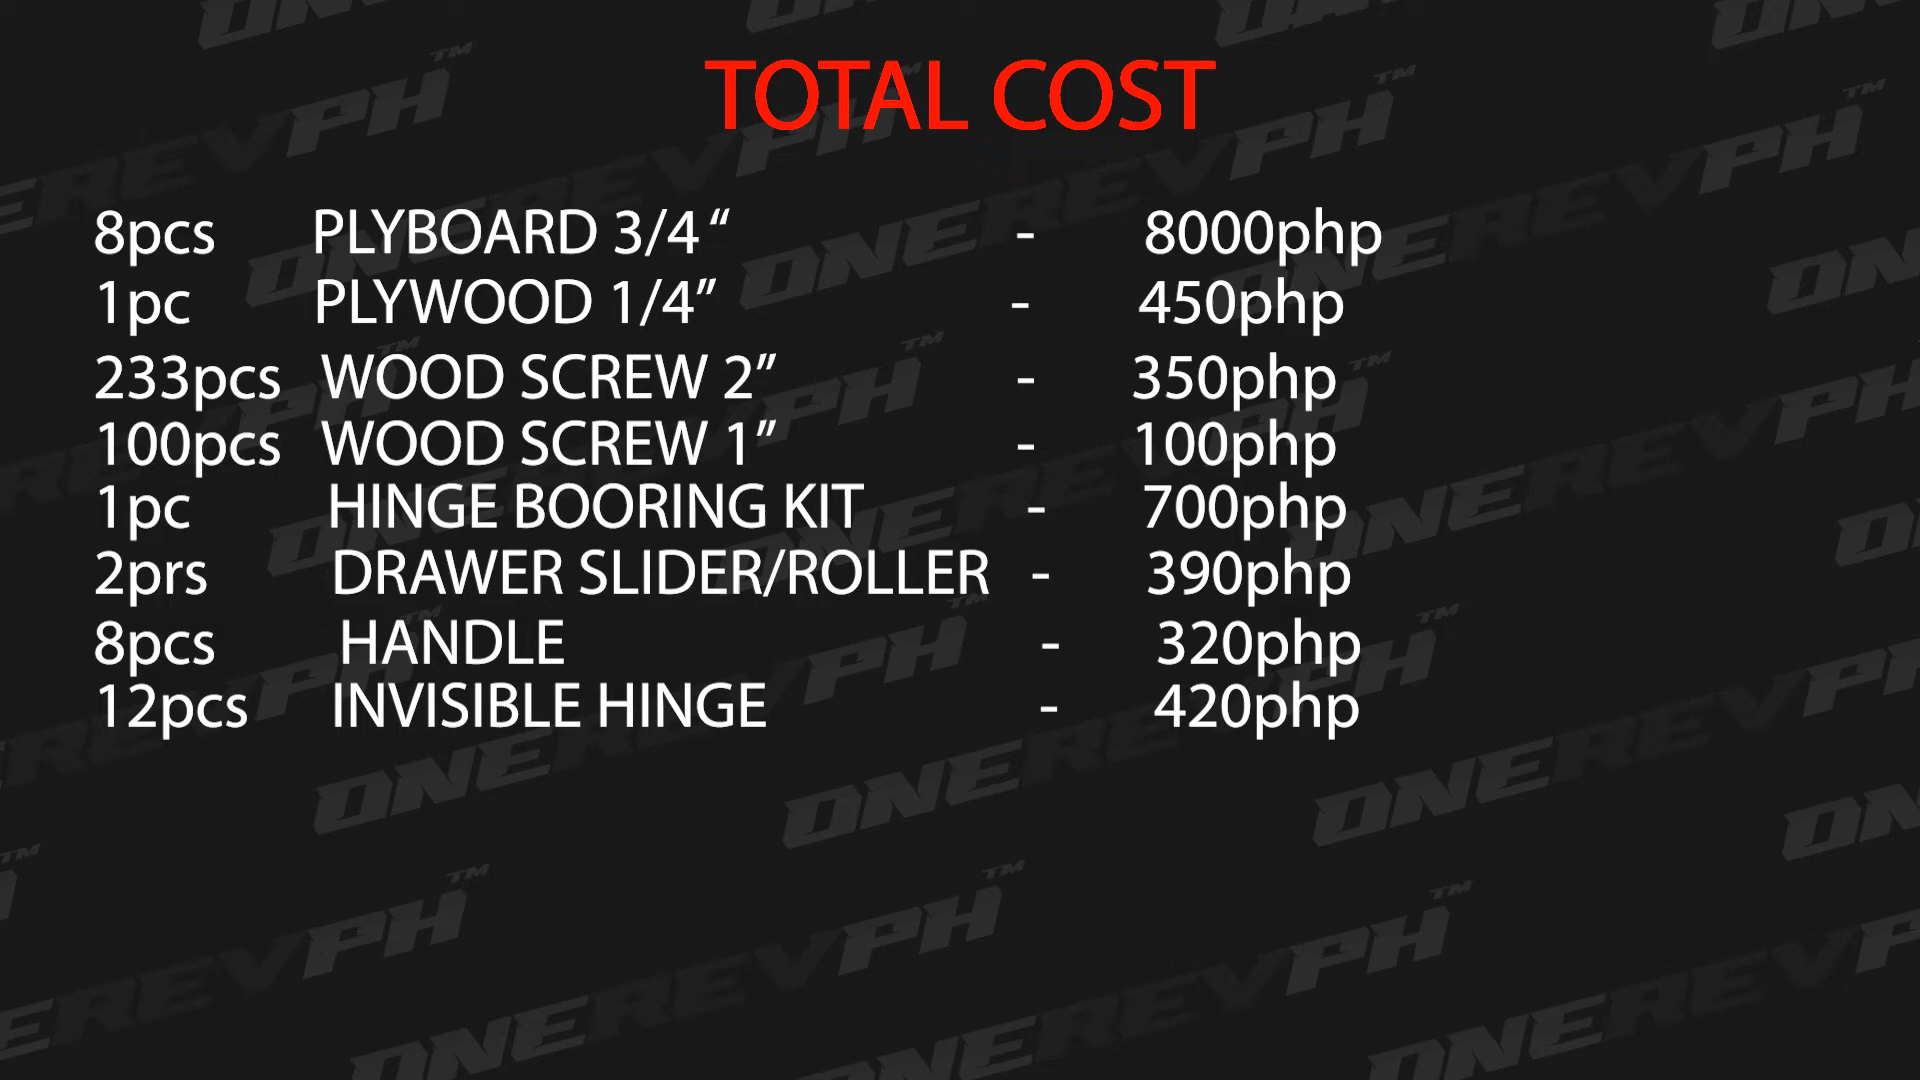 TOTAL COST
8pcs PLYBOARD 3/4 “ - 8000php
1pc PLYWOOD 1/4” - 450php
233pcs WOOD SCREW 2” - 350php
100pcs WOOD SCREW 1” - 100php
1pc HINGE BOORING KIT - 700php
2prs DRAWER SLIDER/ROLLER - 390php
8pcs HANDLE - 320php
12pcs INVISIBLE HINGE - 420php
ONEREVPH™